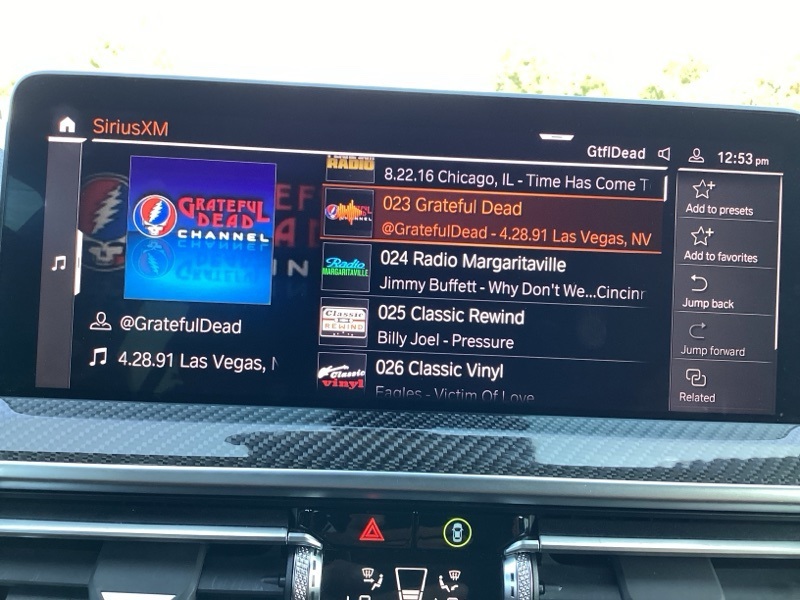 SiriusXM
GtflDead
12:53 pm
GRATEFUL
DEAD
CHANNEL
@GratefulDead
4.28.91 Las Vegas,
RADIO
8.22.16 Chicago, IL - Time Has Come T
023 Grateful Dead
@GratefulDead - 4.28.91 Las Vegas, NV
Radio
MARGARITAVILLE
024 Radio Margaritaville
Jimmy Buffett - Why Don't We...Cincinr
Classic
REWIND
025 Classic Rewind
Billy Joel - Pressure
Classic
vinyl
026 Classic Vinyl
Eagles - Victim Of Love
Add to presets
Add to favorites
Jump back
Jump forward
Related